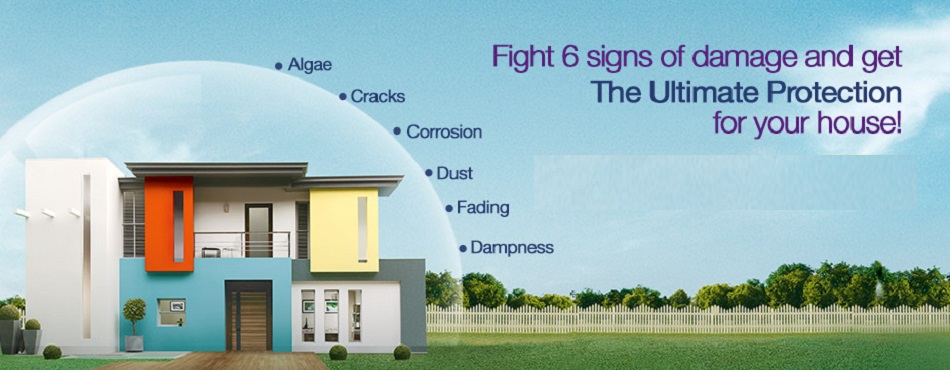 Fight 6 signs of damage and get
The Ultimate Protection
for your house!
Algae
Cracks
Corrosion
Dust
Fading
Dampness